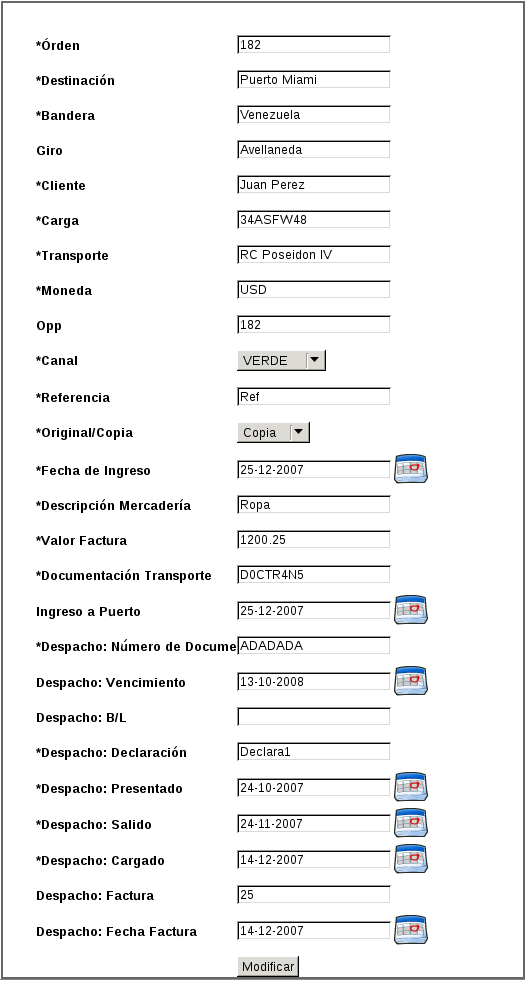 *Órden 182
*Destinación Puerto Miami
*Bandera Venezuela
Giro Avellaneda
*Cliente Juan Perez
*Carga 34ASFW48
*Transporte RC Poseidon IV
*Moneda USD
Opp 182
*Canal VERDE
*Referencia Ref
*Original/Copia Copia
*Fecha de Ingreso 25-12-2007
*Descripción Mercadería Ropa
*Valor Factura 1200.25
*Documentación Transporte D0CTR4N5
Ingreso a Puerto 25-12-2007
*Despacho: Número de Docume ADADADA
Despacho: Vencimiento 13-10-2008
Despacho: B/L
*Despacho: Declaración Declara1
*Despacho: Presentado 24-10-2007
*Despacho: Salido 24-11-2007
*Despacho: Cargado 14-12-2007
Despacho: Factura 25
Despacho: Fecha Factura 14-12-2007
Modificar